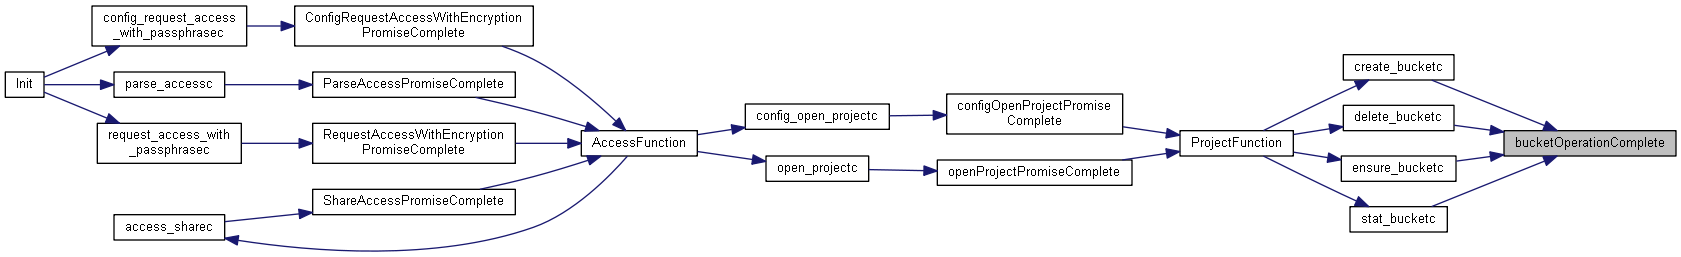 Init
config_request_access
_with_passphrasec
parse_accessc
request_access_with
_passphrasec
access_sharec
ConfigRequestAccessWithEncryption
PromiseComplete
ParseAccessPromiseComplete
RequestAccessWithEncryption
PromiseComplete
ShareAccessPromiseComplete
AccessFunction
config_open_projectc
open_projectc
configOpenProjectPromise
Complete
openProjectPromiseComplete
ProjectFunction
create_bucketc
delete_bucketc
ensure_bucketc
stat_bucketc
bucketOperationComplete